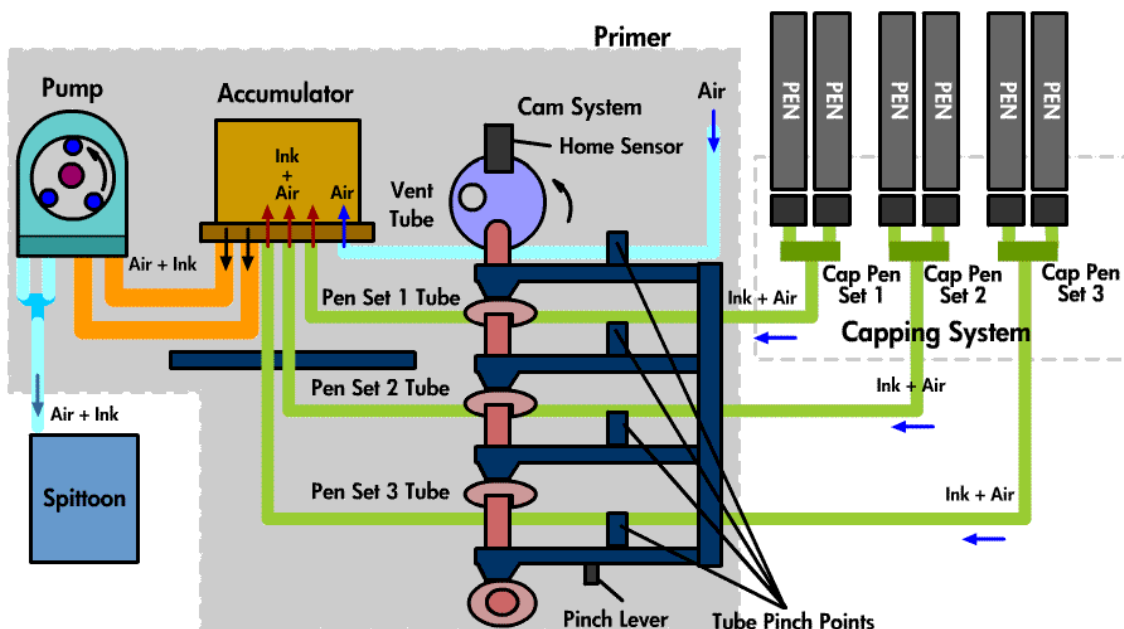 Primer
Pump
Accumulator
Cam System
Air
Home Sensor
Ink
+
Air
Air
Vent
Tube
PEN
PEN
PEN
PEN
PEN
PEN
Air + Ink
Pen Set 1 Tube
Ink + Air
Cap Pen
Set 1
Cap Pen
Set 2
Cap Pen
Set 3
Capping System
Pen Set 2 Tube
Ink + Air
Air + Ink
Spittoon
Pen Set 3 Tube
Ink + Air
Pinch Lever
Tube Pinch Points